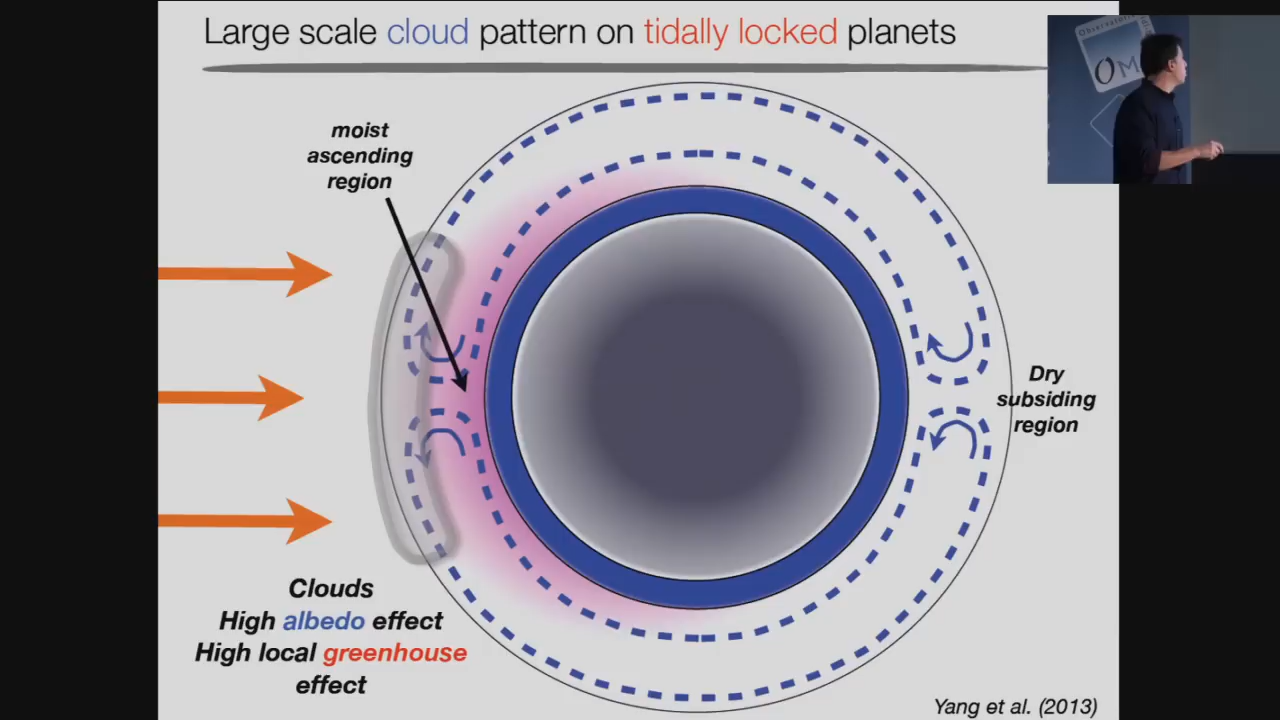 Large scale cloud pattern on tidally locked planets
moist
ascending
region
Dry
subsiding
region
Clouds
High albedo effect
High local greenhouse
effect
Yang et al. (2013)